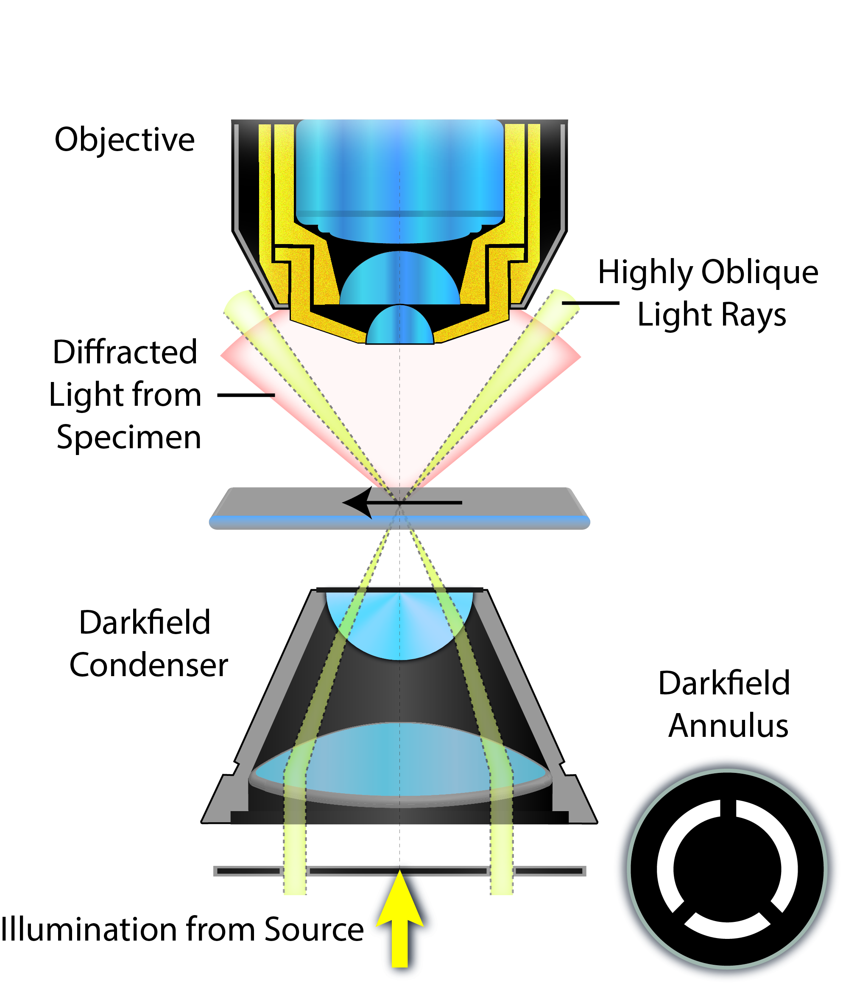 Objective
Highly Oblique
Light Rays
Diffracted
Light from
Specimen
Darkfield
Condenser
Darkfield
Annulus
Illumination from Source